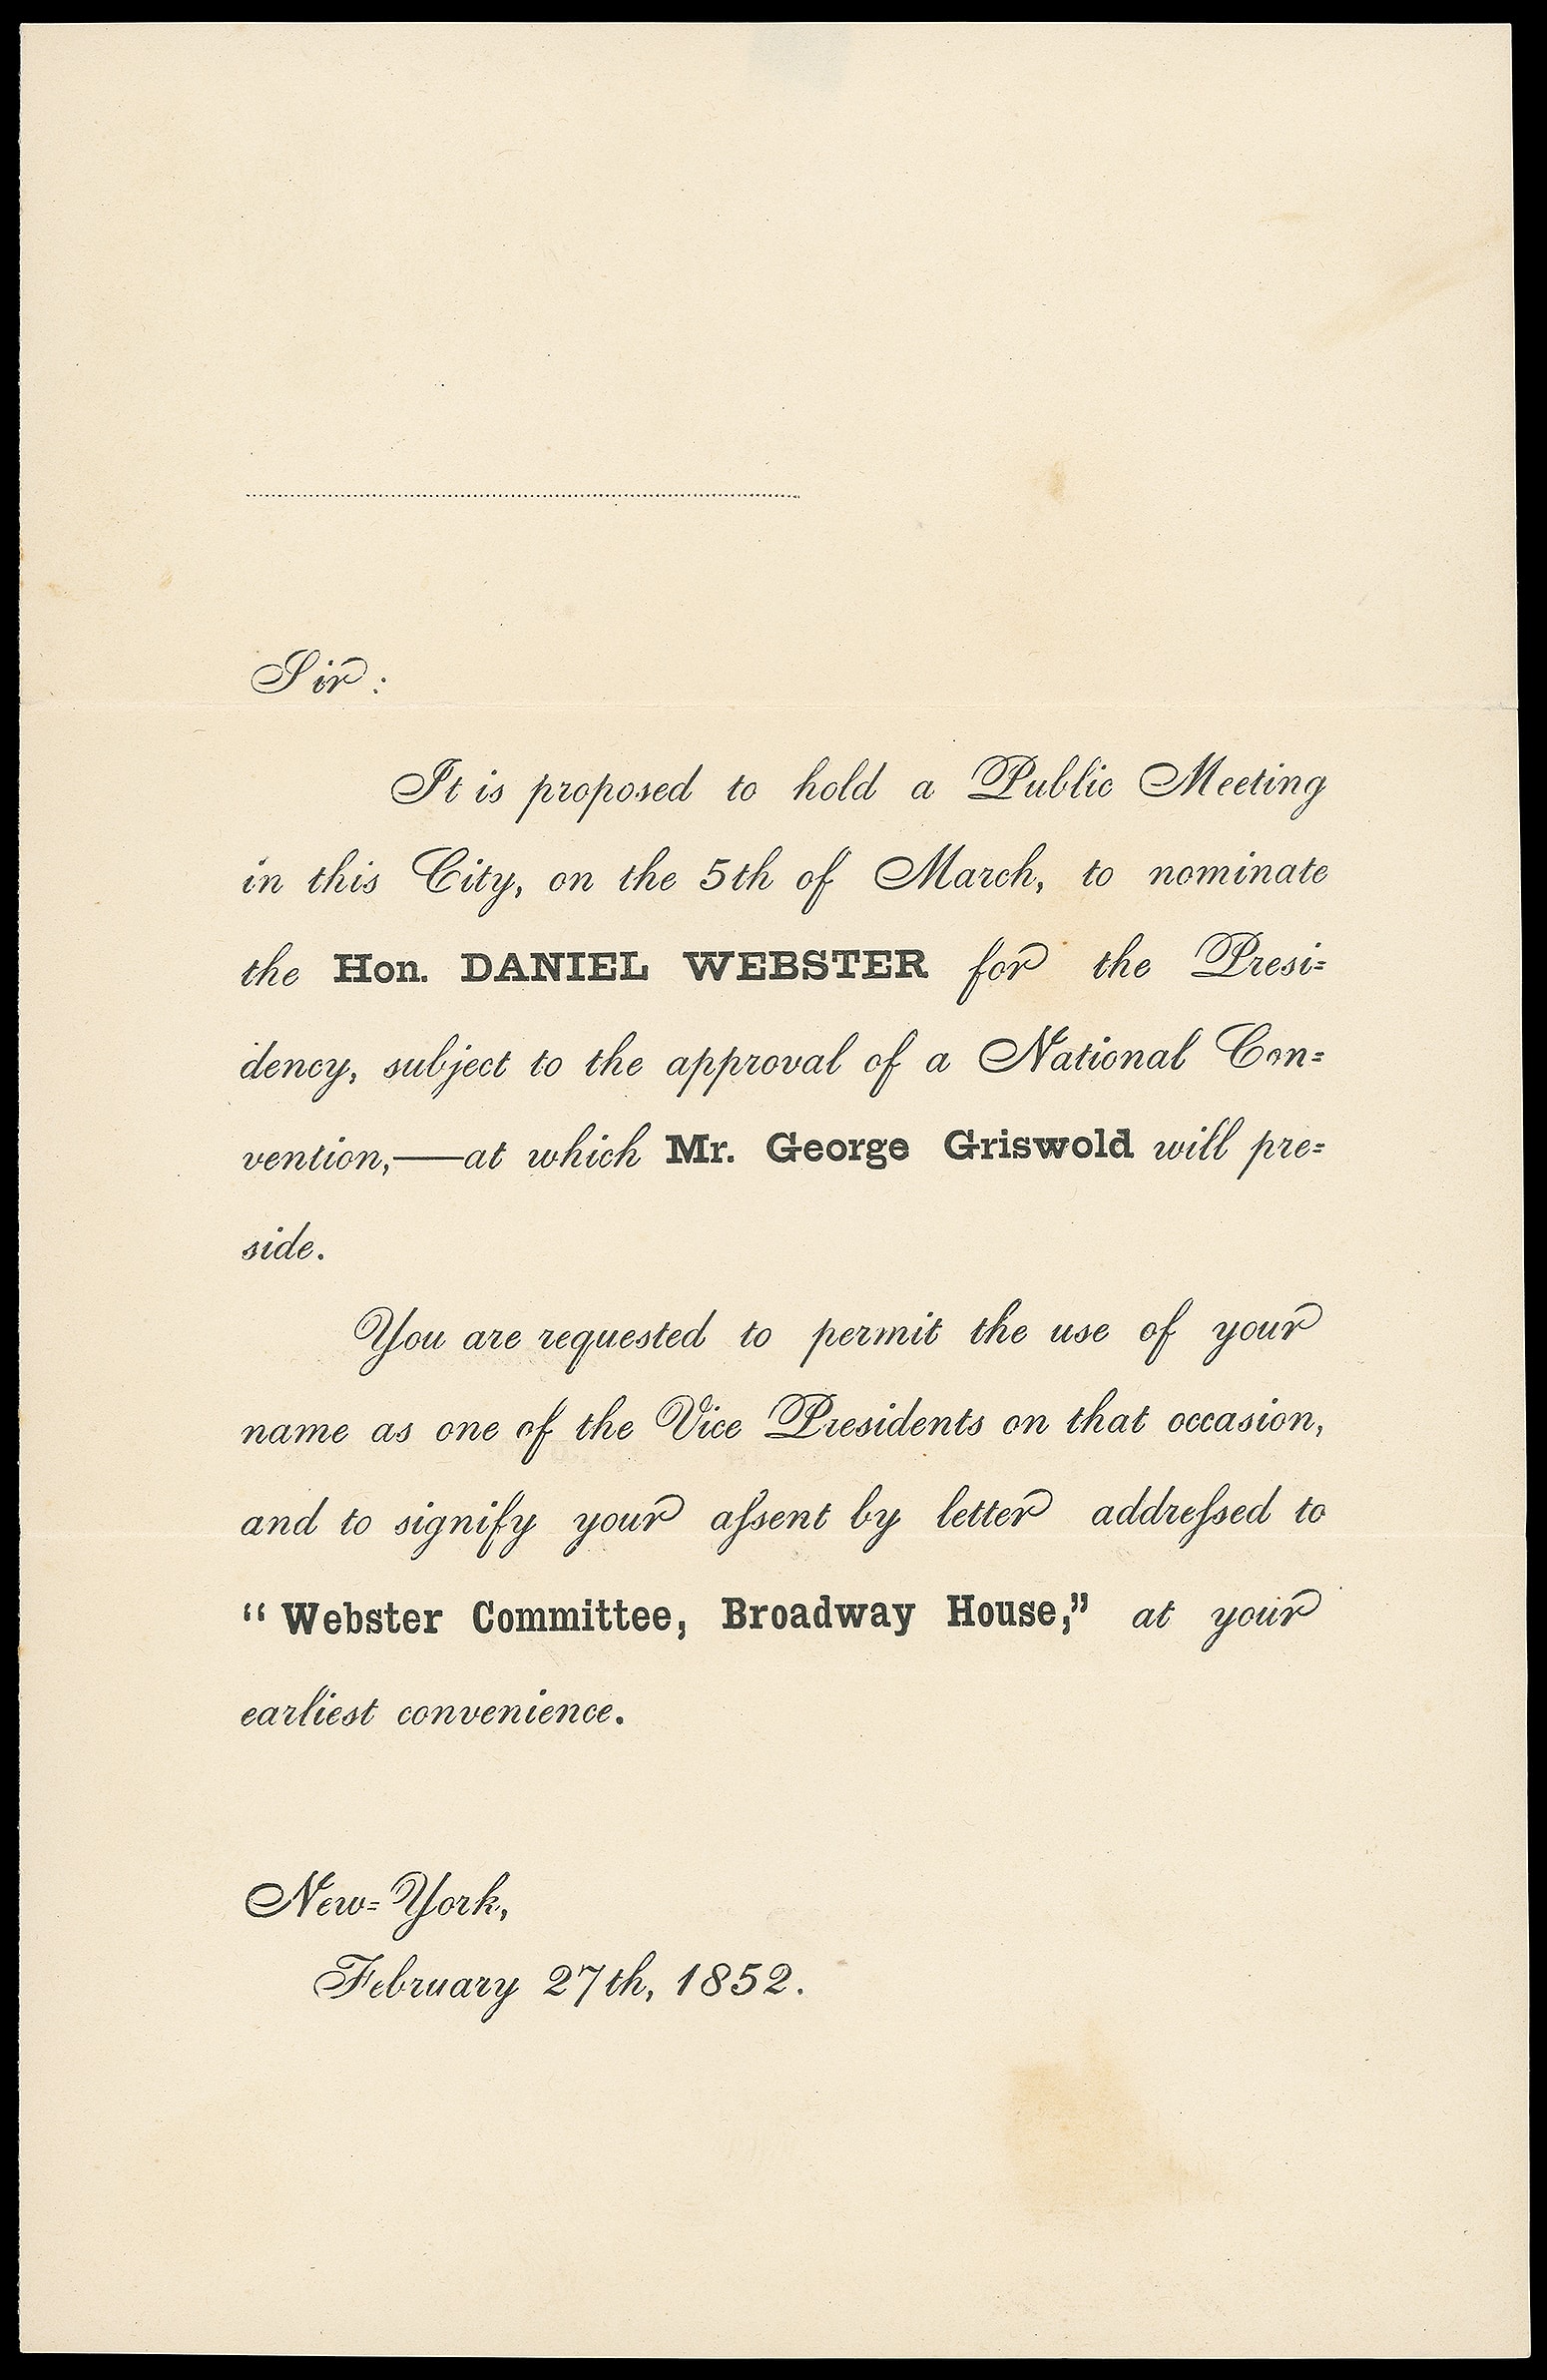 Sir:
It is proposed to hold a Public Meeting
in this City, on the 5th of March, to nominate
the Hon. DANIEL WEBSTER for the Presi=
dency, subject to the approval of a National Con=
vention,—at which Mr. George Griswold will pre=
side.
You are requested to permit the use of your
name as one of the Vice Presidents on that occasion,
and to signify your aſsent by letter addreſsed to
“Webster Committee, Broadway House,” at your
earliest convenience.
New=York,
February 27th, 1852.